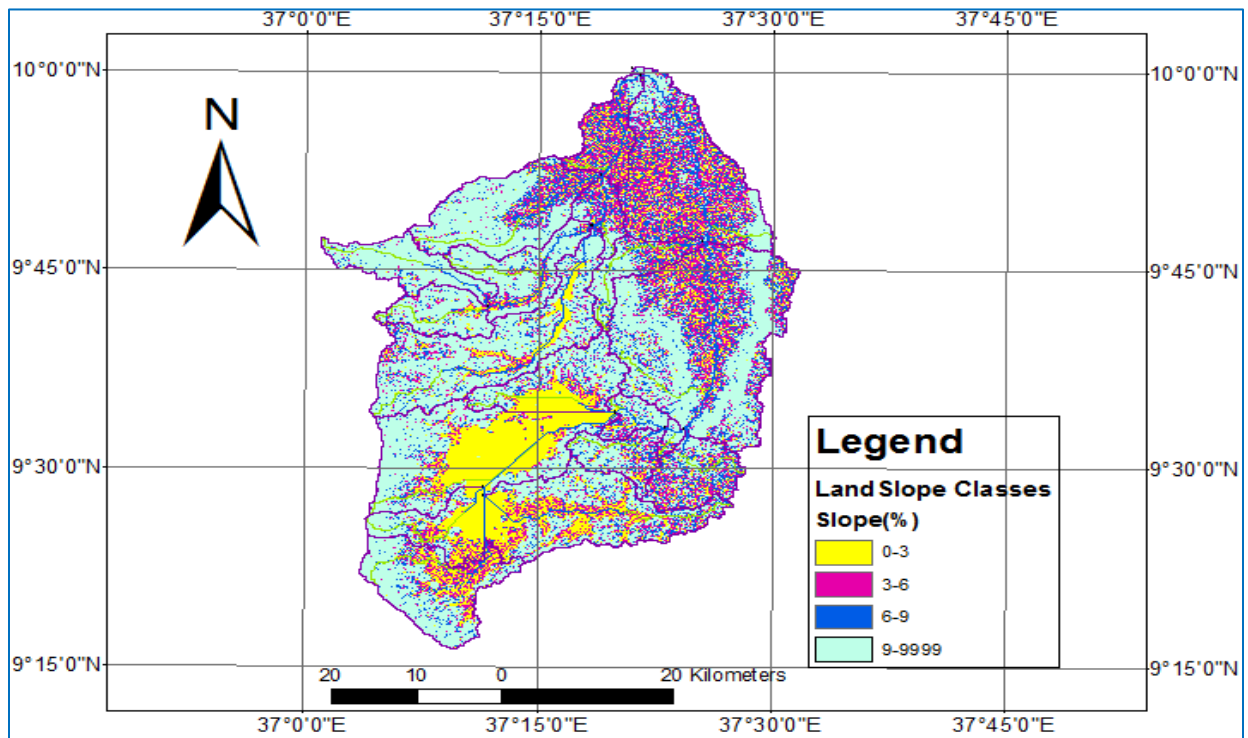 37°0'0"E 37°15'0"E 37°30'0"E 37°45'0"E
10°0'0"N 10°0'0"N
N
9°45'0"N 9°45'0"N
Legend
9°30'0"N 9°30'0"N
Land Slope Classes
Slope(%)
0-3
3-6
6-9
9-9999
9°15'0"N 9°15'0"N
20 10 0 20 Kilometers
37°0'0"E 37°15'0"E 37°30'0"E 37°45'0"E